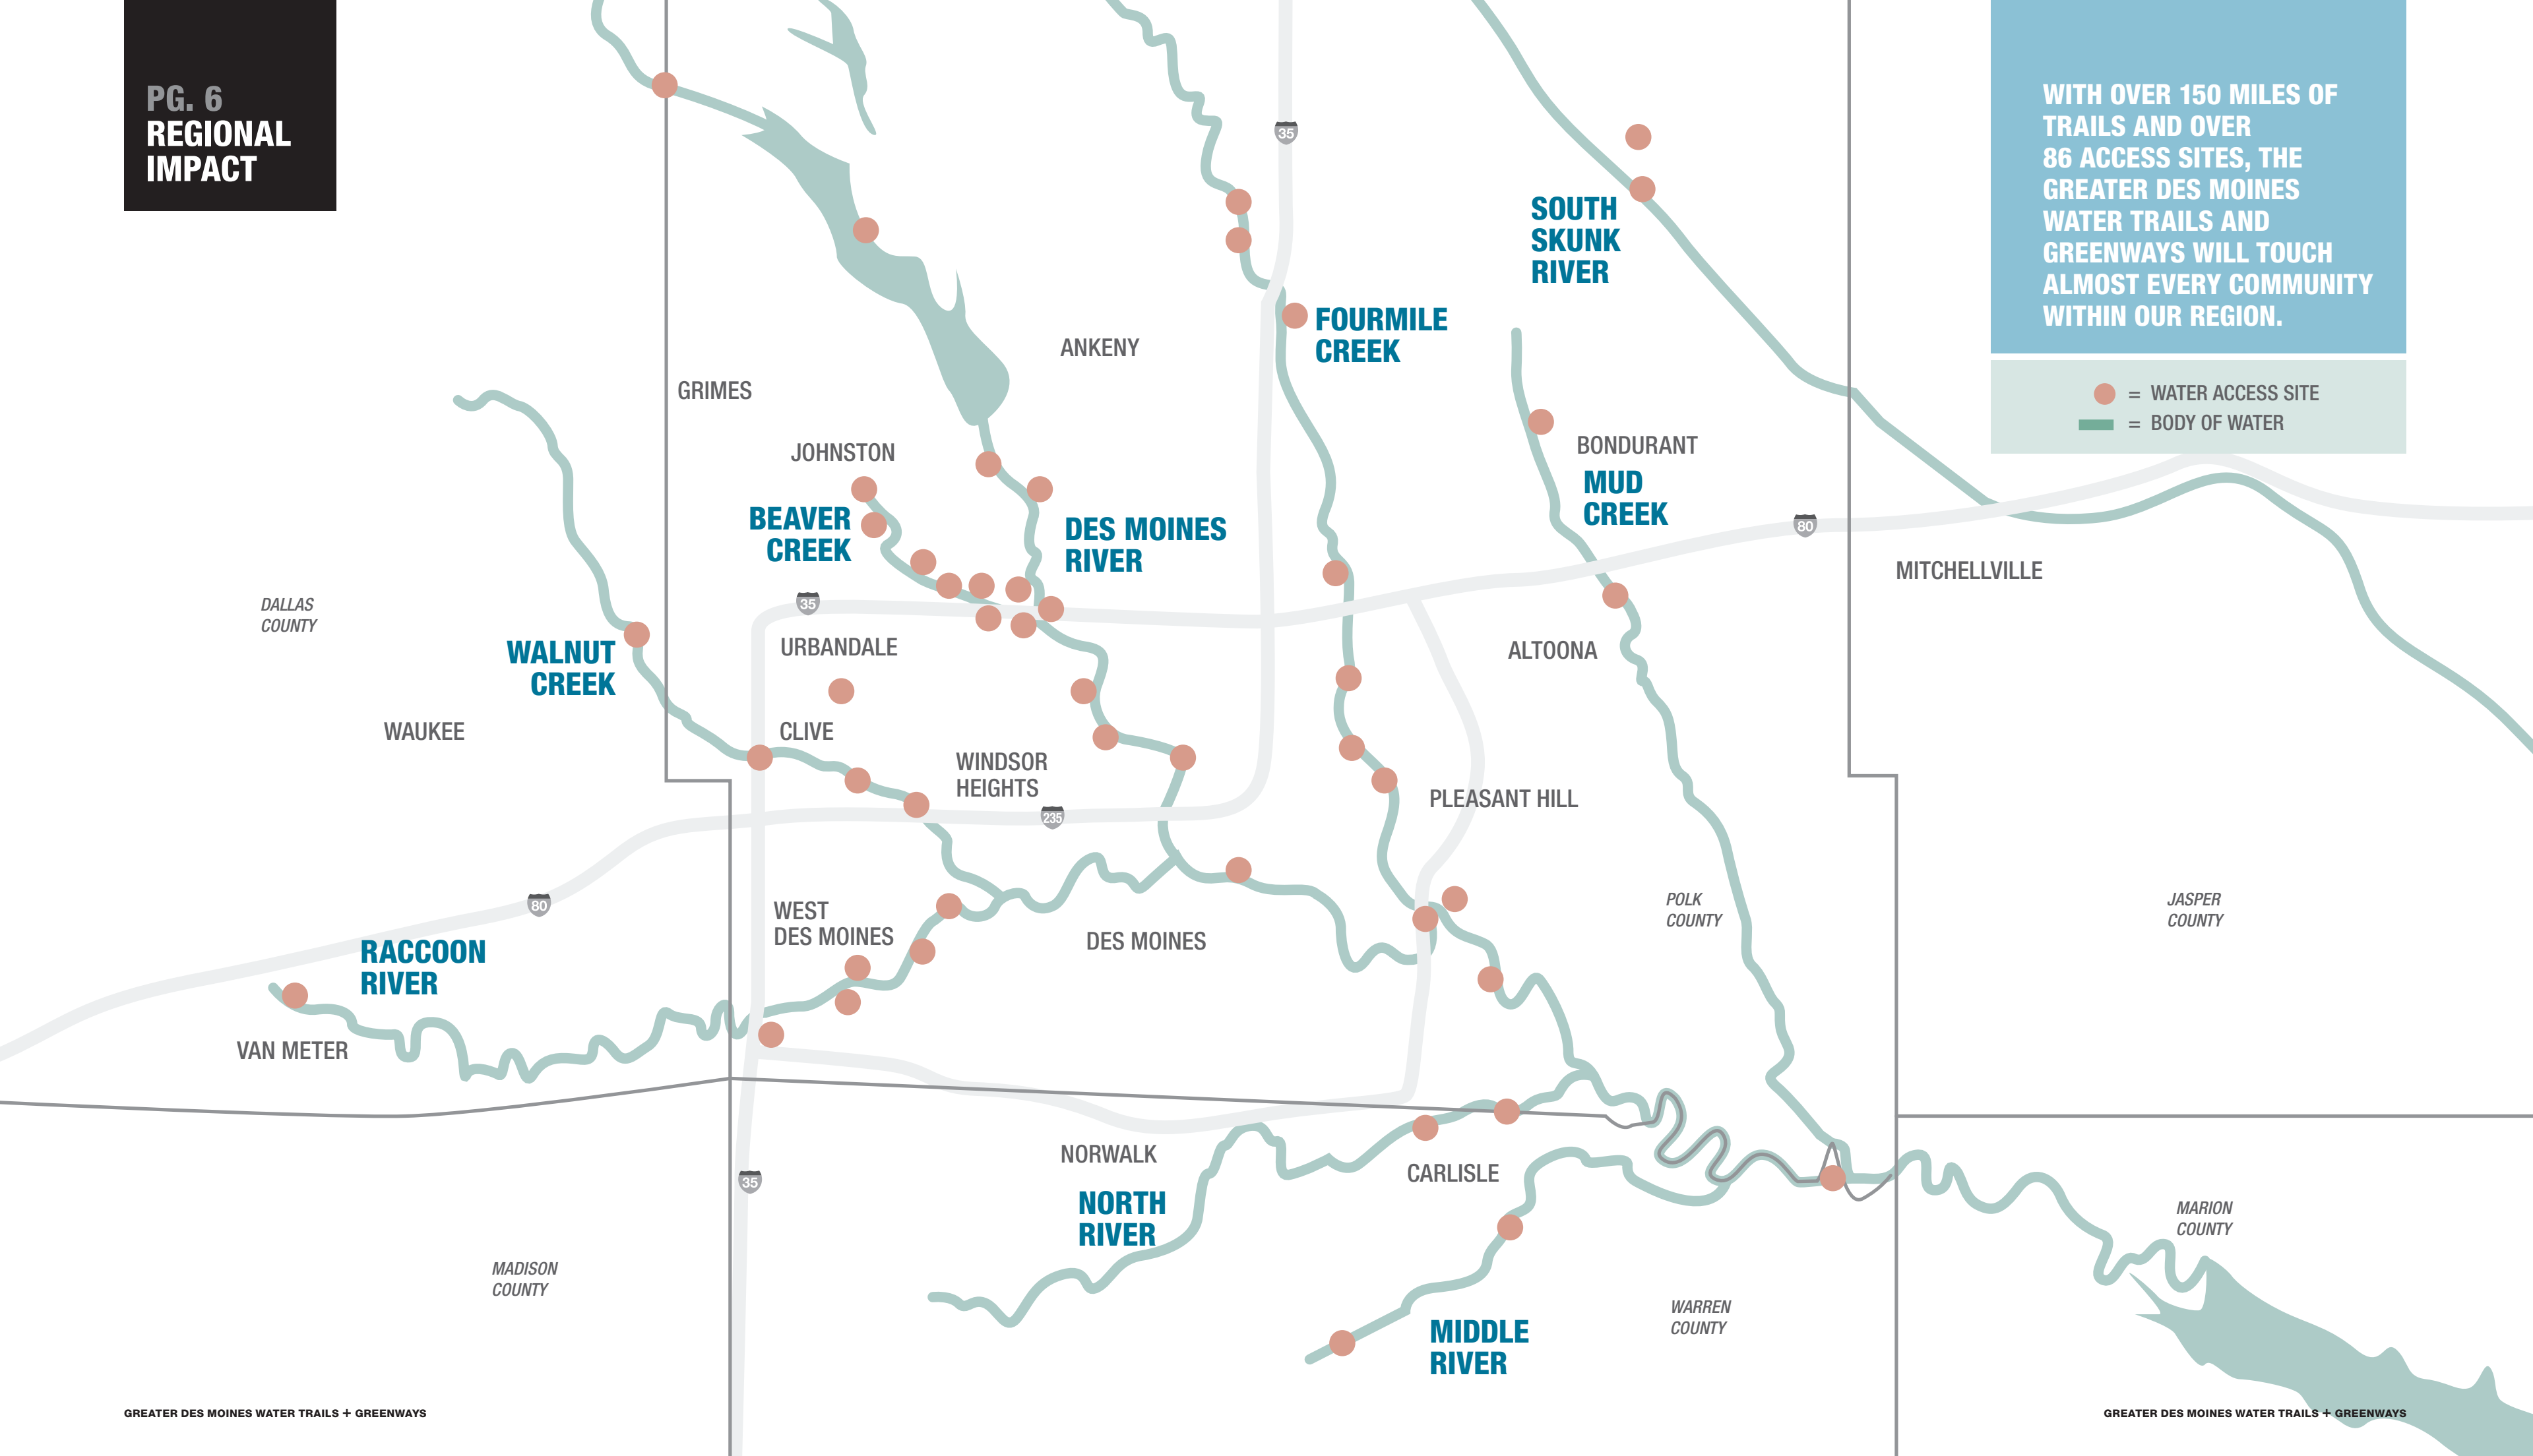 PG. 6
REGIONAL
IMPACT
WITH OVER 150 MILES OF
TRAILS AND OVER
86 ACCESS SITES, THE
GREATER DES MOINES
WATER TRAILS AND
GREENWAYS WILL TOUCH
ALMOST EVERY COMMUNITY
WITHIN OUR REGION.
= WATER ACCESS SITE
= BODY OF WATER
35
SOUTH
SKUNK
RIVER
FOURMILE
CREEK
ANKENY
GRIMES
JOHNSTON
BONDURANT
MUD
CREEK
BEAVER
CREEK
DES MOINES
RIVER
80
MITCHELLVILLE
DALLAS
COUNTY
35
URBANDALE
WALNUT
CREEK
ALTOONA
WAUKEE
CLIVE
WINDSOR
HEIGHTS
235
PLEASANT HILL
80
WEST
DES MOINES
DES MOINES
POLK
COUNTY
JASPER
COUNTY
RACCOON
RIVER
VAN METER
35
NORWALK
CARLISLE
NORTH
RIVER
MARION
COUNTY
MADISON
COUNTY
MIDDLE
RIVER
WARREN
COUNTY
GREATER DES MOINES WATER TRAILS + GREENWAYS
GREATER DES MOINES WATER TRAILS + GREENWAYS